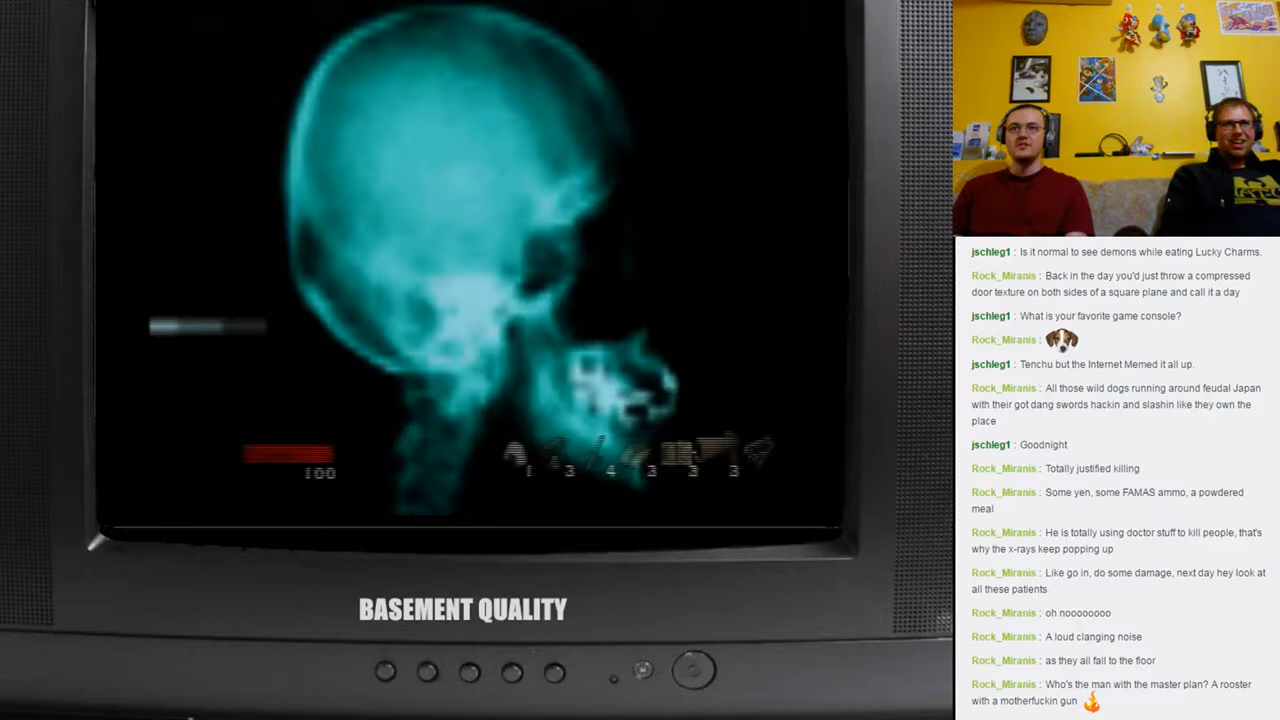 100
1 3 4 3 3 3
BASEMENT QUALITY
jschleg1 : Is it normal to see demons while eating Lucky Charms.
Rock_Miranis : Back in the day you'd just throw a compressed
door texture on both sides of a square plane and call it a day
jschleg1 : What is your favorite game console?
Rock_Miranis :
jschleg1 : Tenchu but the Internet Memed it all up.
Rock_Miranis : All those wild dogs running around feudal Japan
with their got dang swords hackin and slashin like they own the
place
jschleg1 : Goodnight
Rock_Miranis : Totally justified killing
Rock_Miranis : Some yen, some FAMAS ammo, a powdered
meal
Rock_Miranis : He is totally using doctor stuff to kill people, that's
why the x-rays keep popping up
Rock_Miranis : Like go in, do some damage, next day hey look at
all these patients
Rock_Miranis : oh nooooooooo
Rock_Miranis : A loud clanging noise
Rock_Miranis : as they all fall to the floor
Rock_Miranis : Who's the man with the master plan? A rooster
with a motherfuckin gun